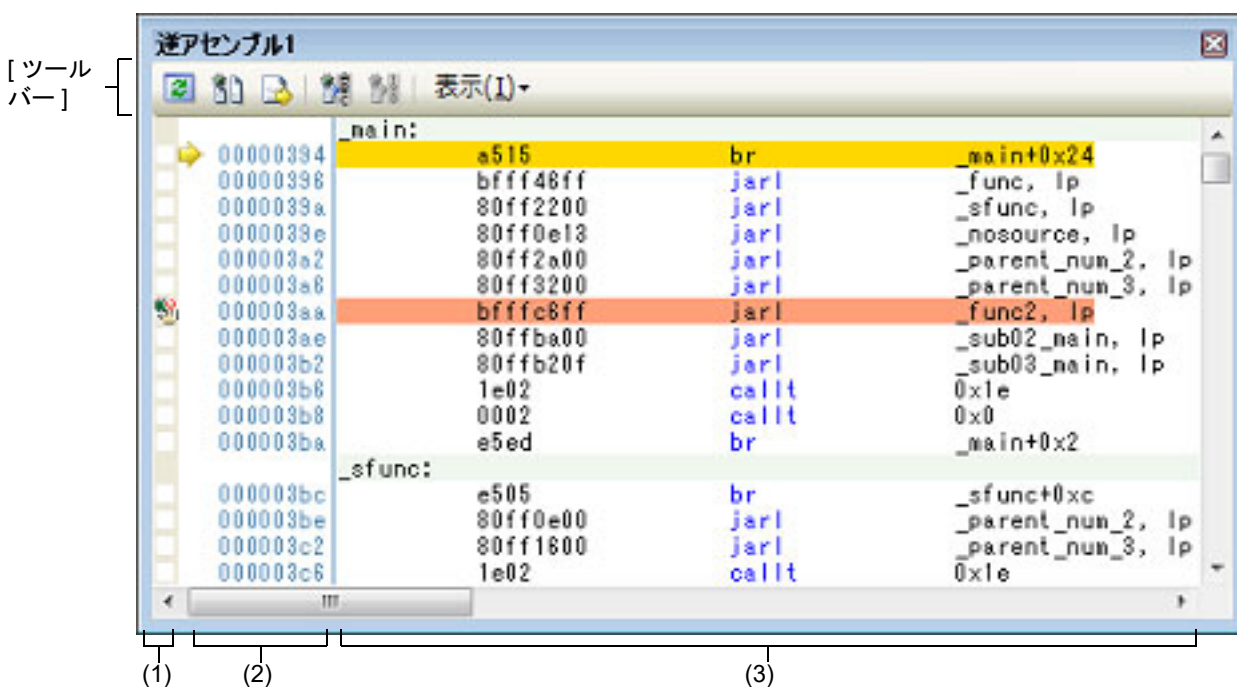 逆アセンブル1
[ ツール
バー ]
表示(I)
_main:
00000394 a515 br _main+0x24
00000396 bfff46ff jarl _func, lp
0000039a 80ff2200 jarl _sfunc, lp
0000039e 80ff0e13 jarl _nosource, lp
000003a2 80ff2a00 jarl _parent_num_2, lp
000003a6 80ff3200 jarl _parent_num_3, lp
000003aa bfffc6ff jarl _func2, lp
000003ae 80ffba00 jarl _sub02_main, lp
000003b2 80ffb20f jarl _sub03_main, lp
000003b6 1e02 callt 0x1e
000003b8 0002 callt 0x0
000003ba e5ed br _main+0x2
_sfunc:
000003bc e505 br _sfunc+0xc
000003be 80ff0e00 jarl _parent_num_2, lp
000003c2 80ff1600 jarl _parent_num_3, lp
000003c6 1e02 callt 0x1e
(1) (2) (3)